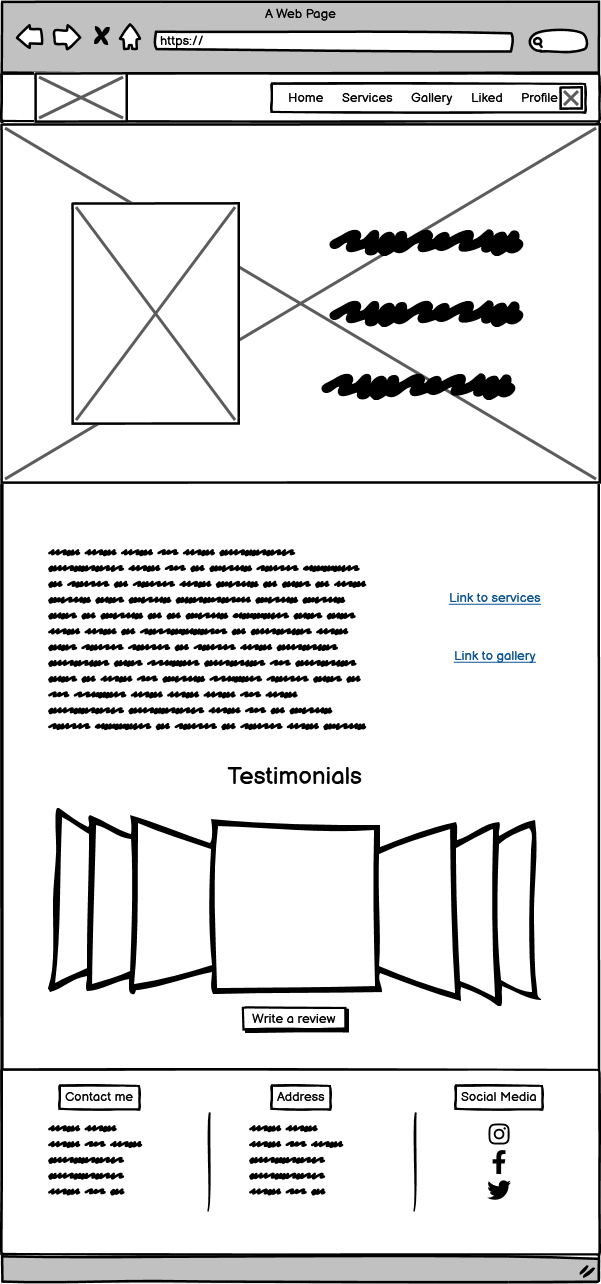 A Web Page
https://
Home Services Gallery Liked Profile
Link to services
Link to gallery
Testimonials
Write a review
Contact me Address Social Media